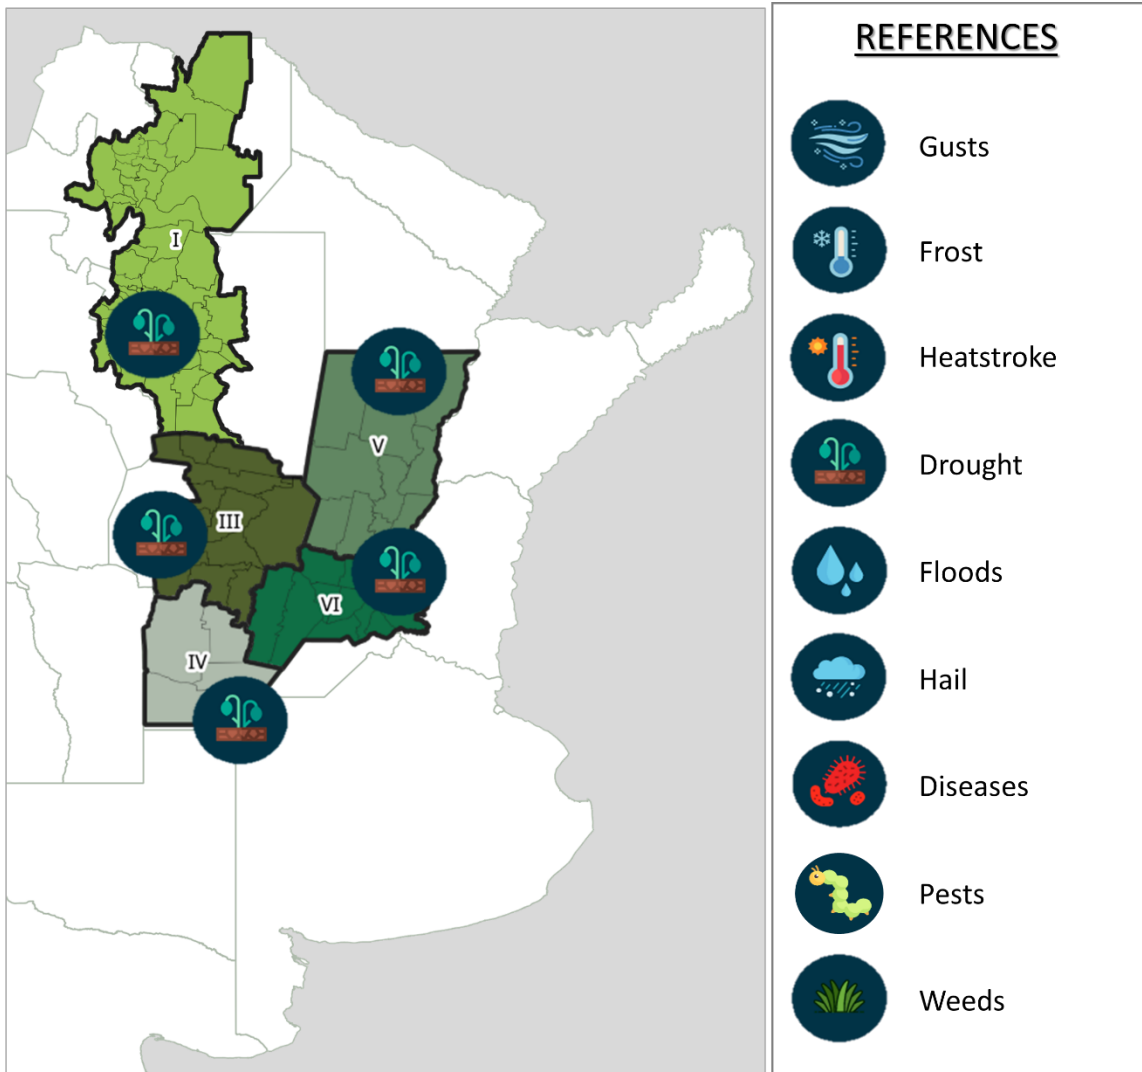 REFERENCES
Gusts
Frost
Heatstroke
Drought
Floods
Hail
Diseases
Pests
Weeds
I
V
III
VI
IV